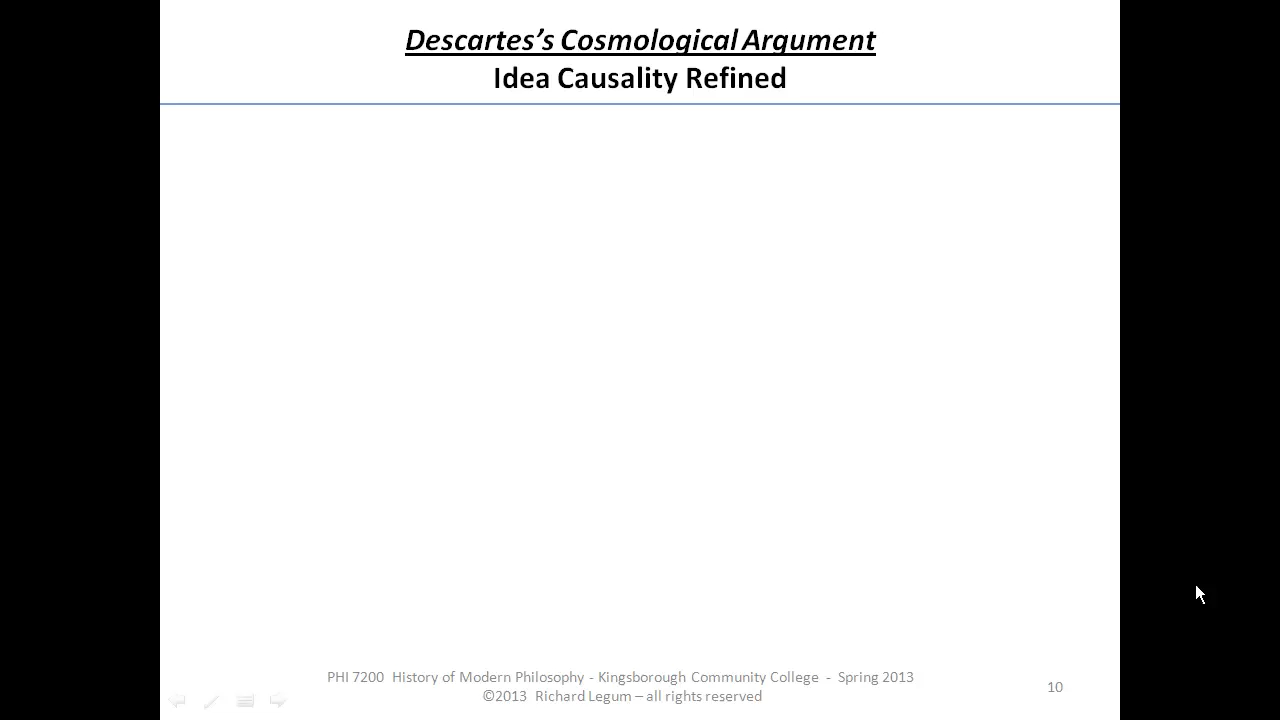 Descartes’s Cosmological Argument
Idea Causality Refined
PHI 7200  History of Modern Philosophy - Kingsborough Community College  -  Spring 2013
©2013  Richard Legum – all rights reserved
10